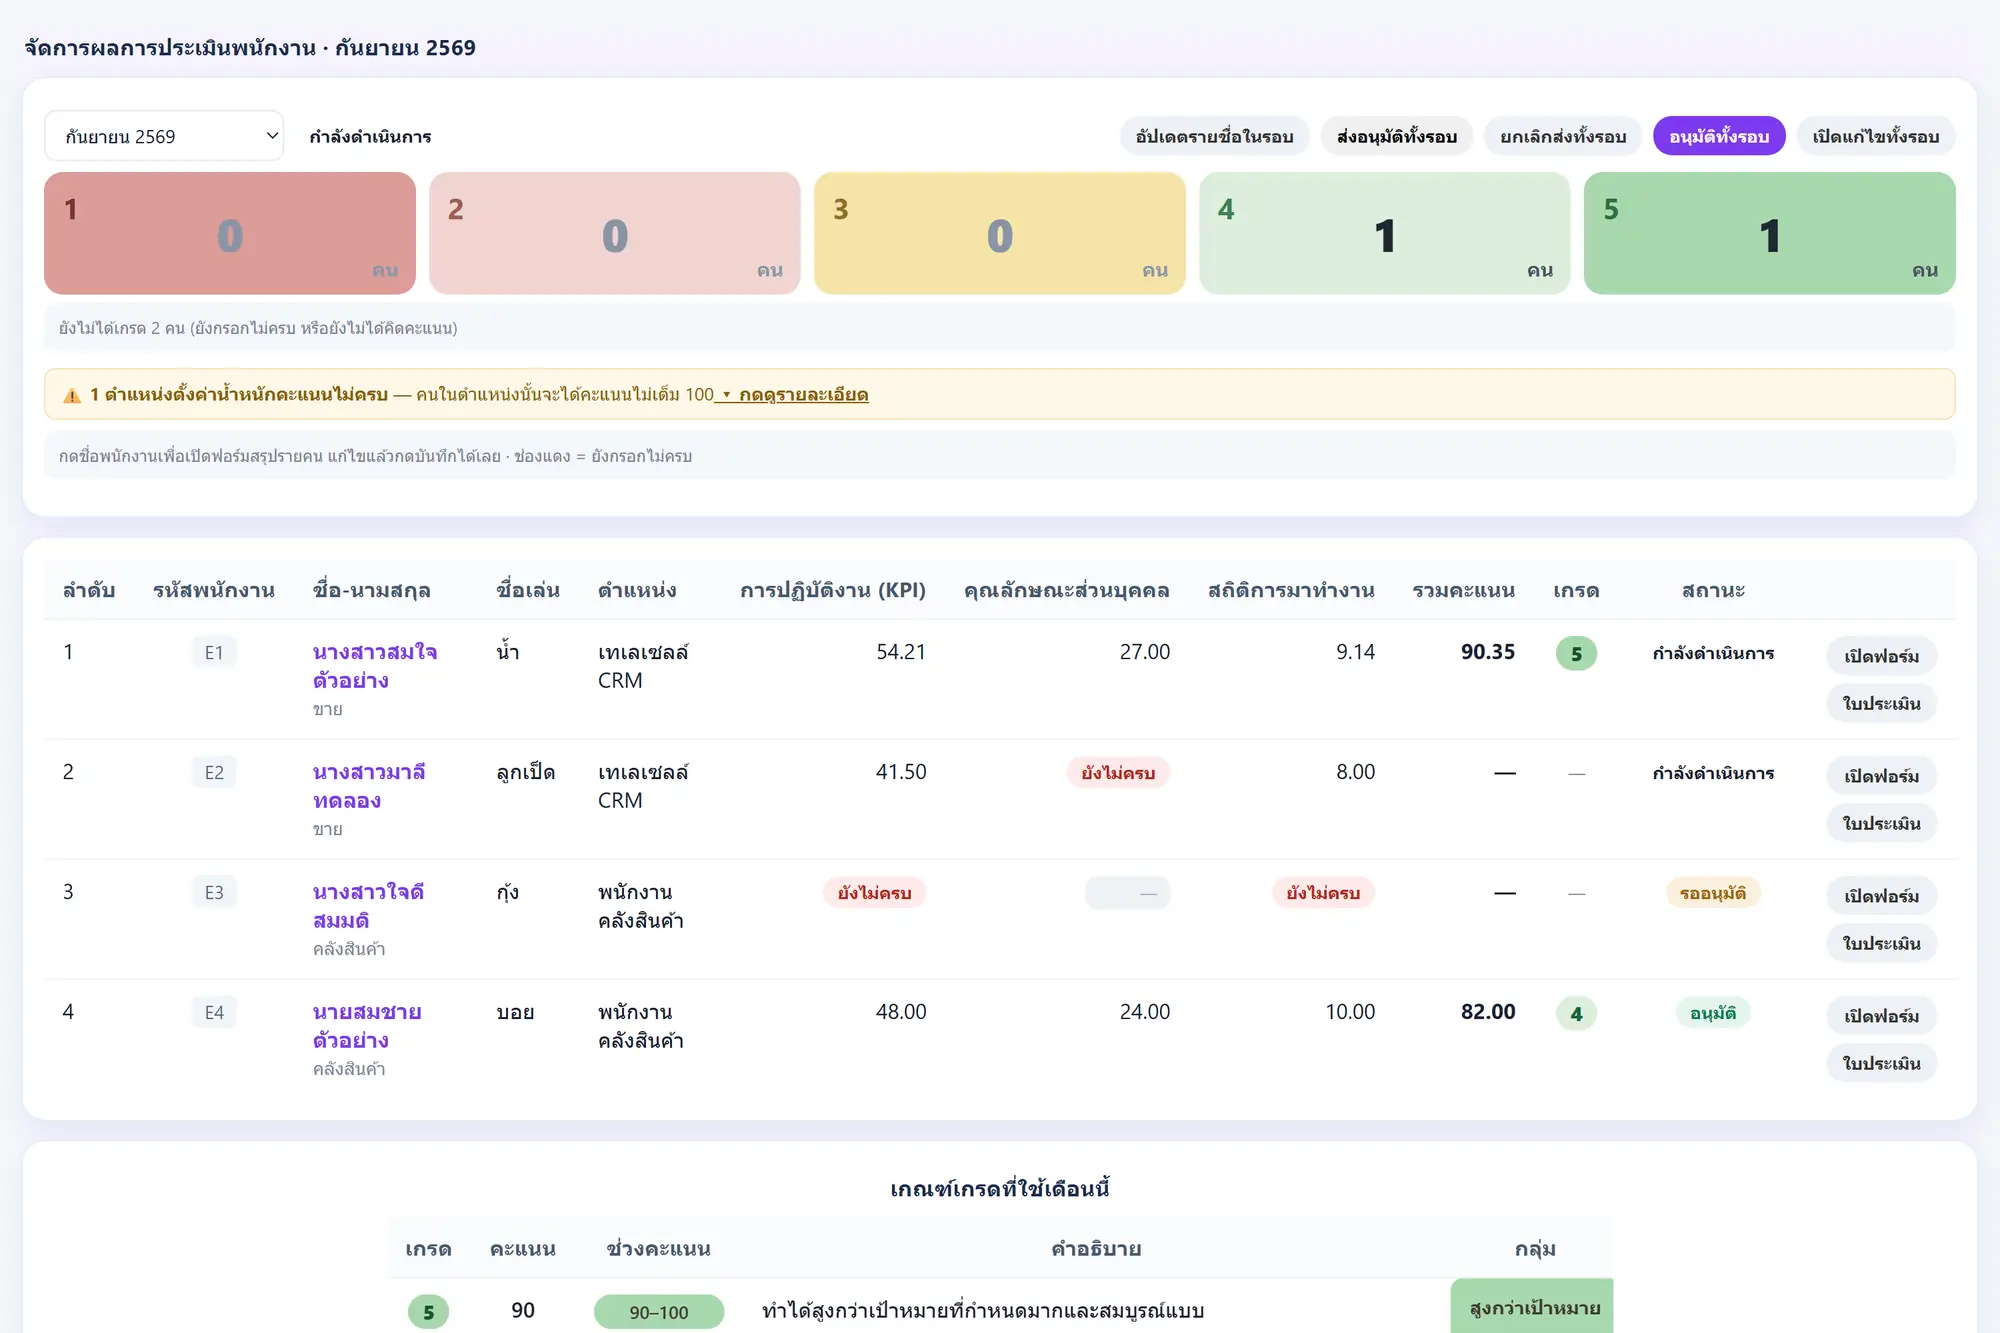 จัดการผลการประเมินพนักงาน · กันยายน 2569
กันยายน 2569
กำลังดำเนินการ
อัปเดตรายชื่อในรอบ
ส่งอนุมัติทั้งรอบ
ยกเลิกส่งทั้งรอบ
อนุมัติทั้งรอบ
เปิดแก้ไขทั้งรอบ
1
0
คน
2
0
คน
3
0
คน
4
1
คน
5
1
คน
ยังไม่ได้เกรด 2 คน (ยังกรอกไม่ครบ หรือยังไม่ได้คิดคะแนน)
⚠ 1 ตำแหน่งตั้งค่าน้ำหนักคะแนนไม่ครบ — คนในตำแหน่งนั้นจะได้คะแนนไม่เต็ม 100 ▾ กดดูรายละเอียด
กดชื่อพนักงานเพื่อเปิดฟอร์มสรุปรายคน แก้ไขแล้วกดบันทึกได้เลย · ช่องแดง = ยังกรอกไม่ครบ
ลำดับ รหัสพนักงาน ชื่อ-นามสกุล ชื่อเล่น ตำแหน่ง การปฏิบัติงาน (KPI) คุณลักษณะส่วนบุคคล สถิติการมาทำงาน รวมคะแนน เกรด สถานะ
1 E1 นางสาวสมใจ น้ำ เทเลเซลล์ 54.21 27.00 9.14 90.35 5 กำลังดำเนินการ เปิดฟอร์ม
ตัวอย่าง CRM
ขาย ใบประเมิน
2 E2 นางสาวมาลี ลูกเป็ด เทเลเซลล์ 41.50 ยังไม่ครบ 8.00 — — กำลังดำเนินการ เปิดฟอร์ม
ทดลอง CRM
ขาย ใบประเมิน
3 E3 นางสาวใจดี กุ้ง พนักงาน ยังไม่ครบ — ยังไม่ครบ — — รออนุมัติ เปิดฟอร์ม
สมมติ คลังสินค้า
คลังสินค้า ใบประเมิน
4 E4 นายสมชาย บอย พนักงาน 48.00 24.00 10.00 82.00 4 อนุมัติ เปิดฟอร์ม
ตัวอย่าง คลังสินค้า
คลังสินค้า ใบประเมิน
เกณฑ์เกรดที่ใช้เดือนนี้
เกรด คะแนน ช่วงคะแนน คำอธิบาย กลุ่ม
5 90 90–100 ทำได้สูงกว่าเป้าหมายที่กำหนดมากและสมบูรณ์แบบ สูงกว่าเป้าหมาย